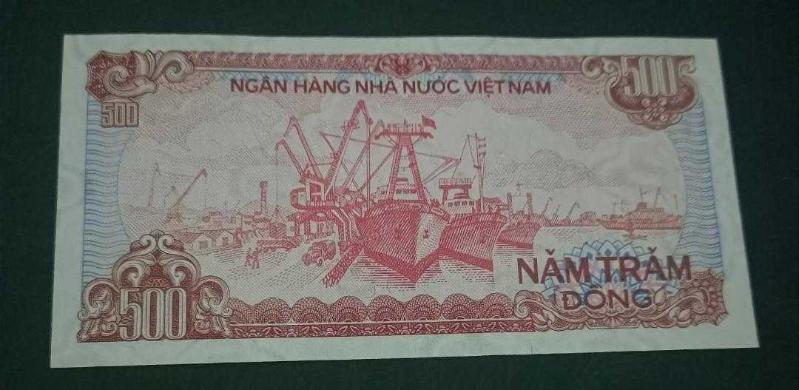 NGÂN HÀNG NHÀ NƯỚC VIỆT NAM
500
500
NĂM TRĂM
ĐỒNG
500